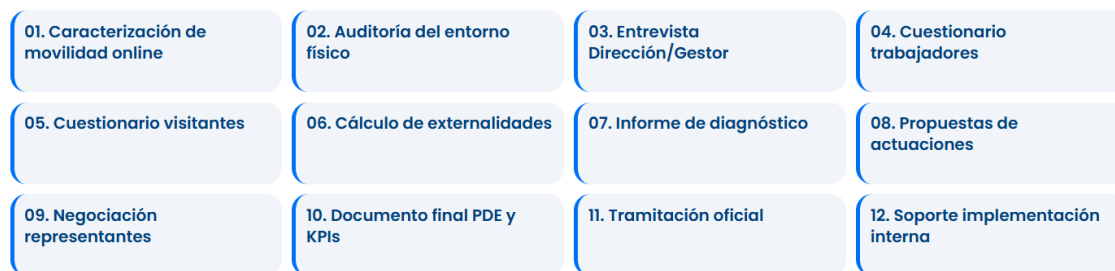 01. Caracterización de
movilidad online
02. Auditoría del entorno
físico
03. Entrevista
Dirección/Gestor
04. Cuestionario
trabajadores
05. Cuestionario visitantes
06. Cálculo de externalidades
07. Informe de diagnóstico
08. Propuestas de
actuaciones
09. Negociación
representantes
10. Documento final PDE y
KPIs
11. Tramitación oficial
12. Soporte implementación
interna